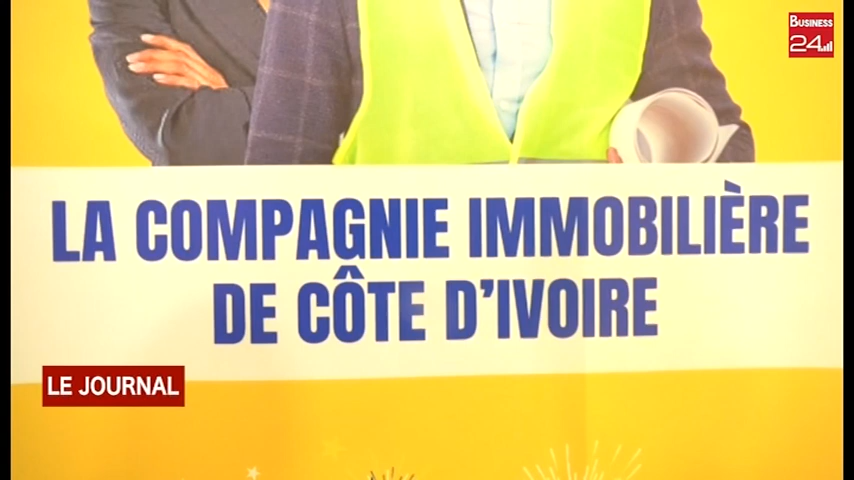 BUSINESS
24
LA COMPAGNIE IMMOBILIÈRE
DE CÔTE D'IVOIRE
LE JOURNAL